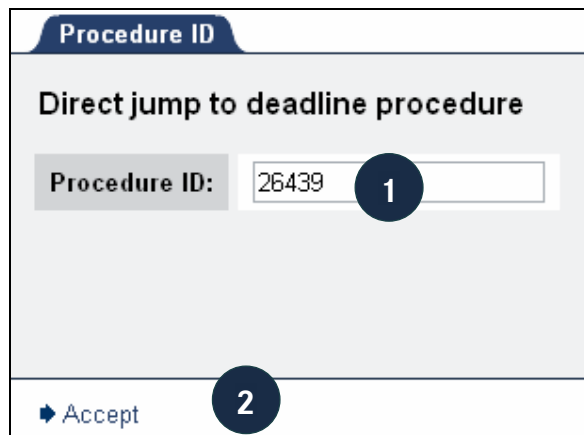 Procedure ID
Direct jump to deadline procedure
Procedure ID: 26439 1
Accept 2